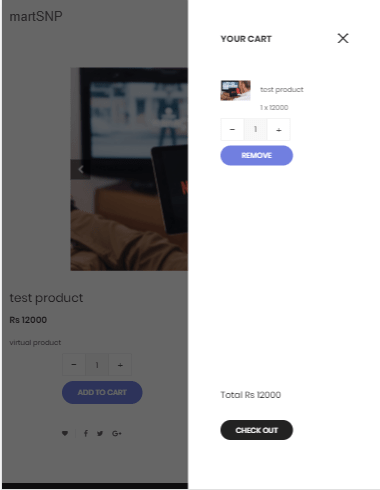 martSNP
YOUR CART
test product
1 x 12000
- 1 +
REMOVE
test product
Rs 12000
virtual product
- 1 +
ADD TO CART
G+
Total Rs 12000
CHECK OUT